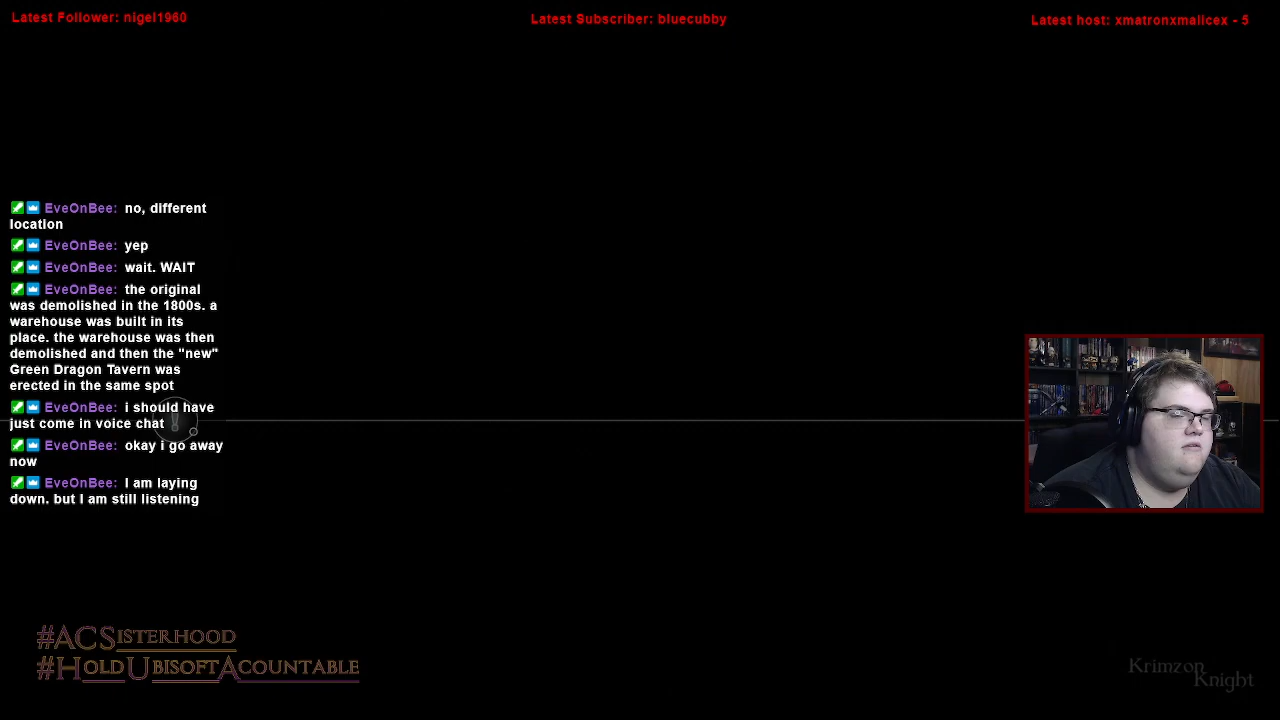 Latest Follower: nigel1960
Latest Subscriber: bluecubby
Latest host: xmatronxmalicex - 5
EveOnBee: no, different
location
EveOnBee: yep
EveOnBee: wait. WAIT
EveOnBee: the original
was demolished in the 1800s. a
warehouse was built in its
place. the warehouse was then
demolished and then the "new"
Green Dragon Tavern was
erected in the same spot
EveOnBee: i should have
just come in voice chat
EveOnBee: okay i go away
now
EveOnBee: I am laying
down. but I am still listening
#ACSisterhood
#HoldUbisoftAcountable
Krimzon
Knight